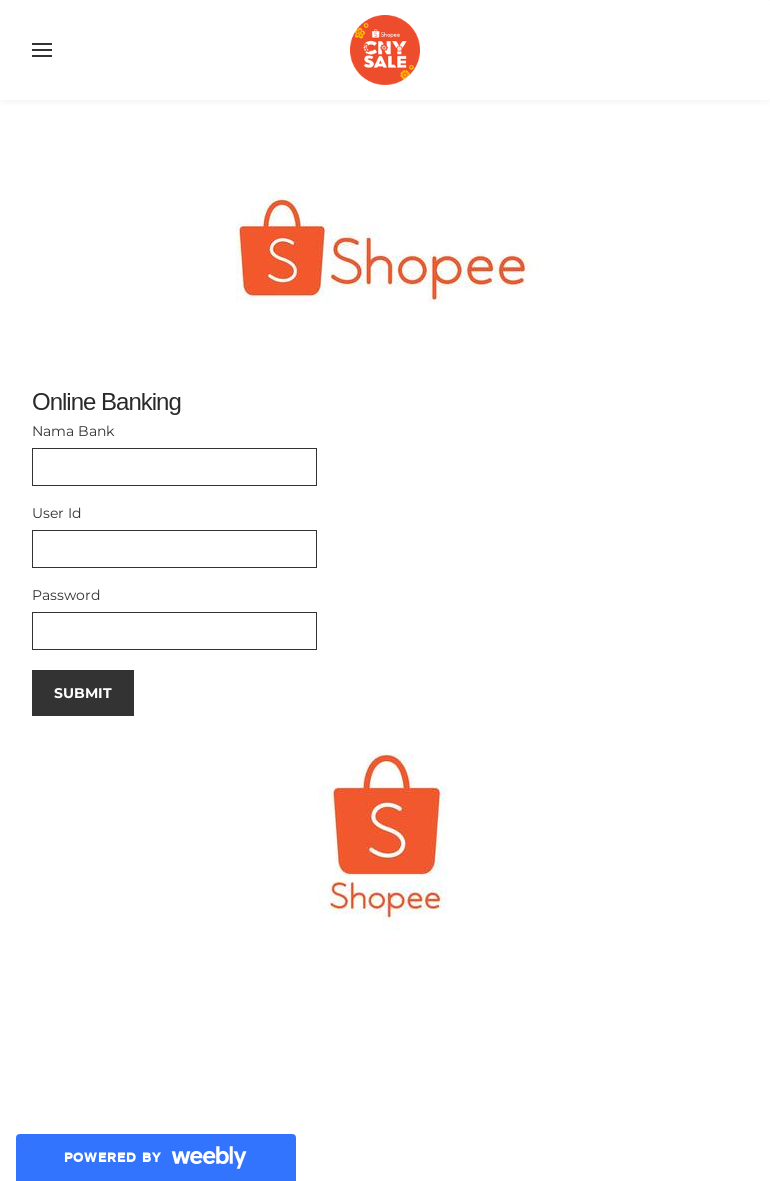 Shopee
CNY
SALE
S Shopee
Online Banking
Nama Bank
User Id
Password
SUBMIT
S
Shopee
POWERED BY weebly